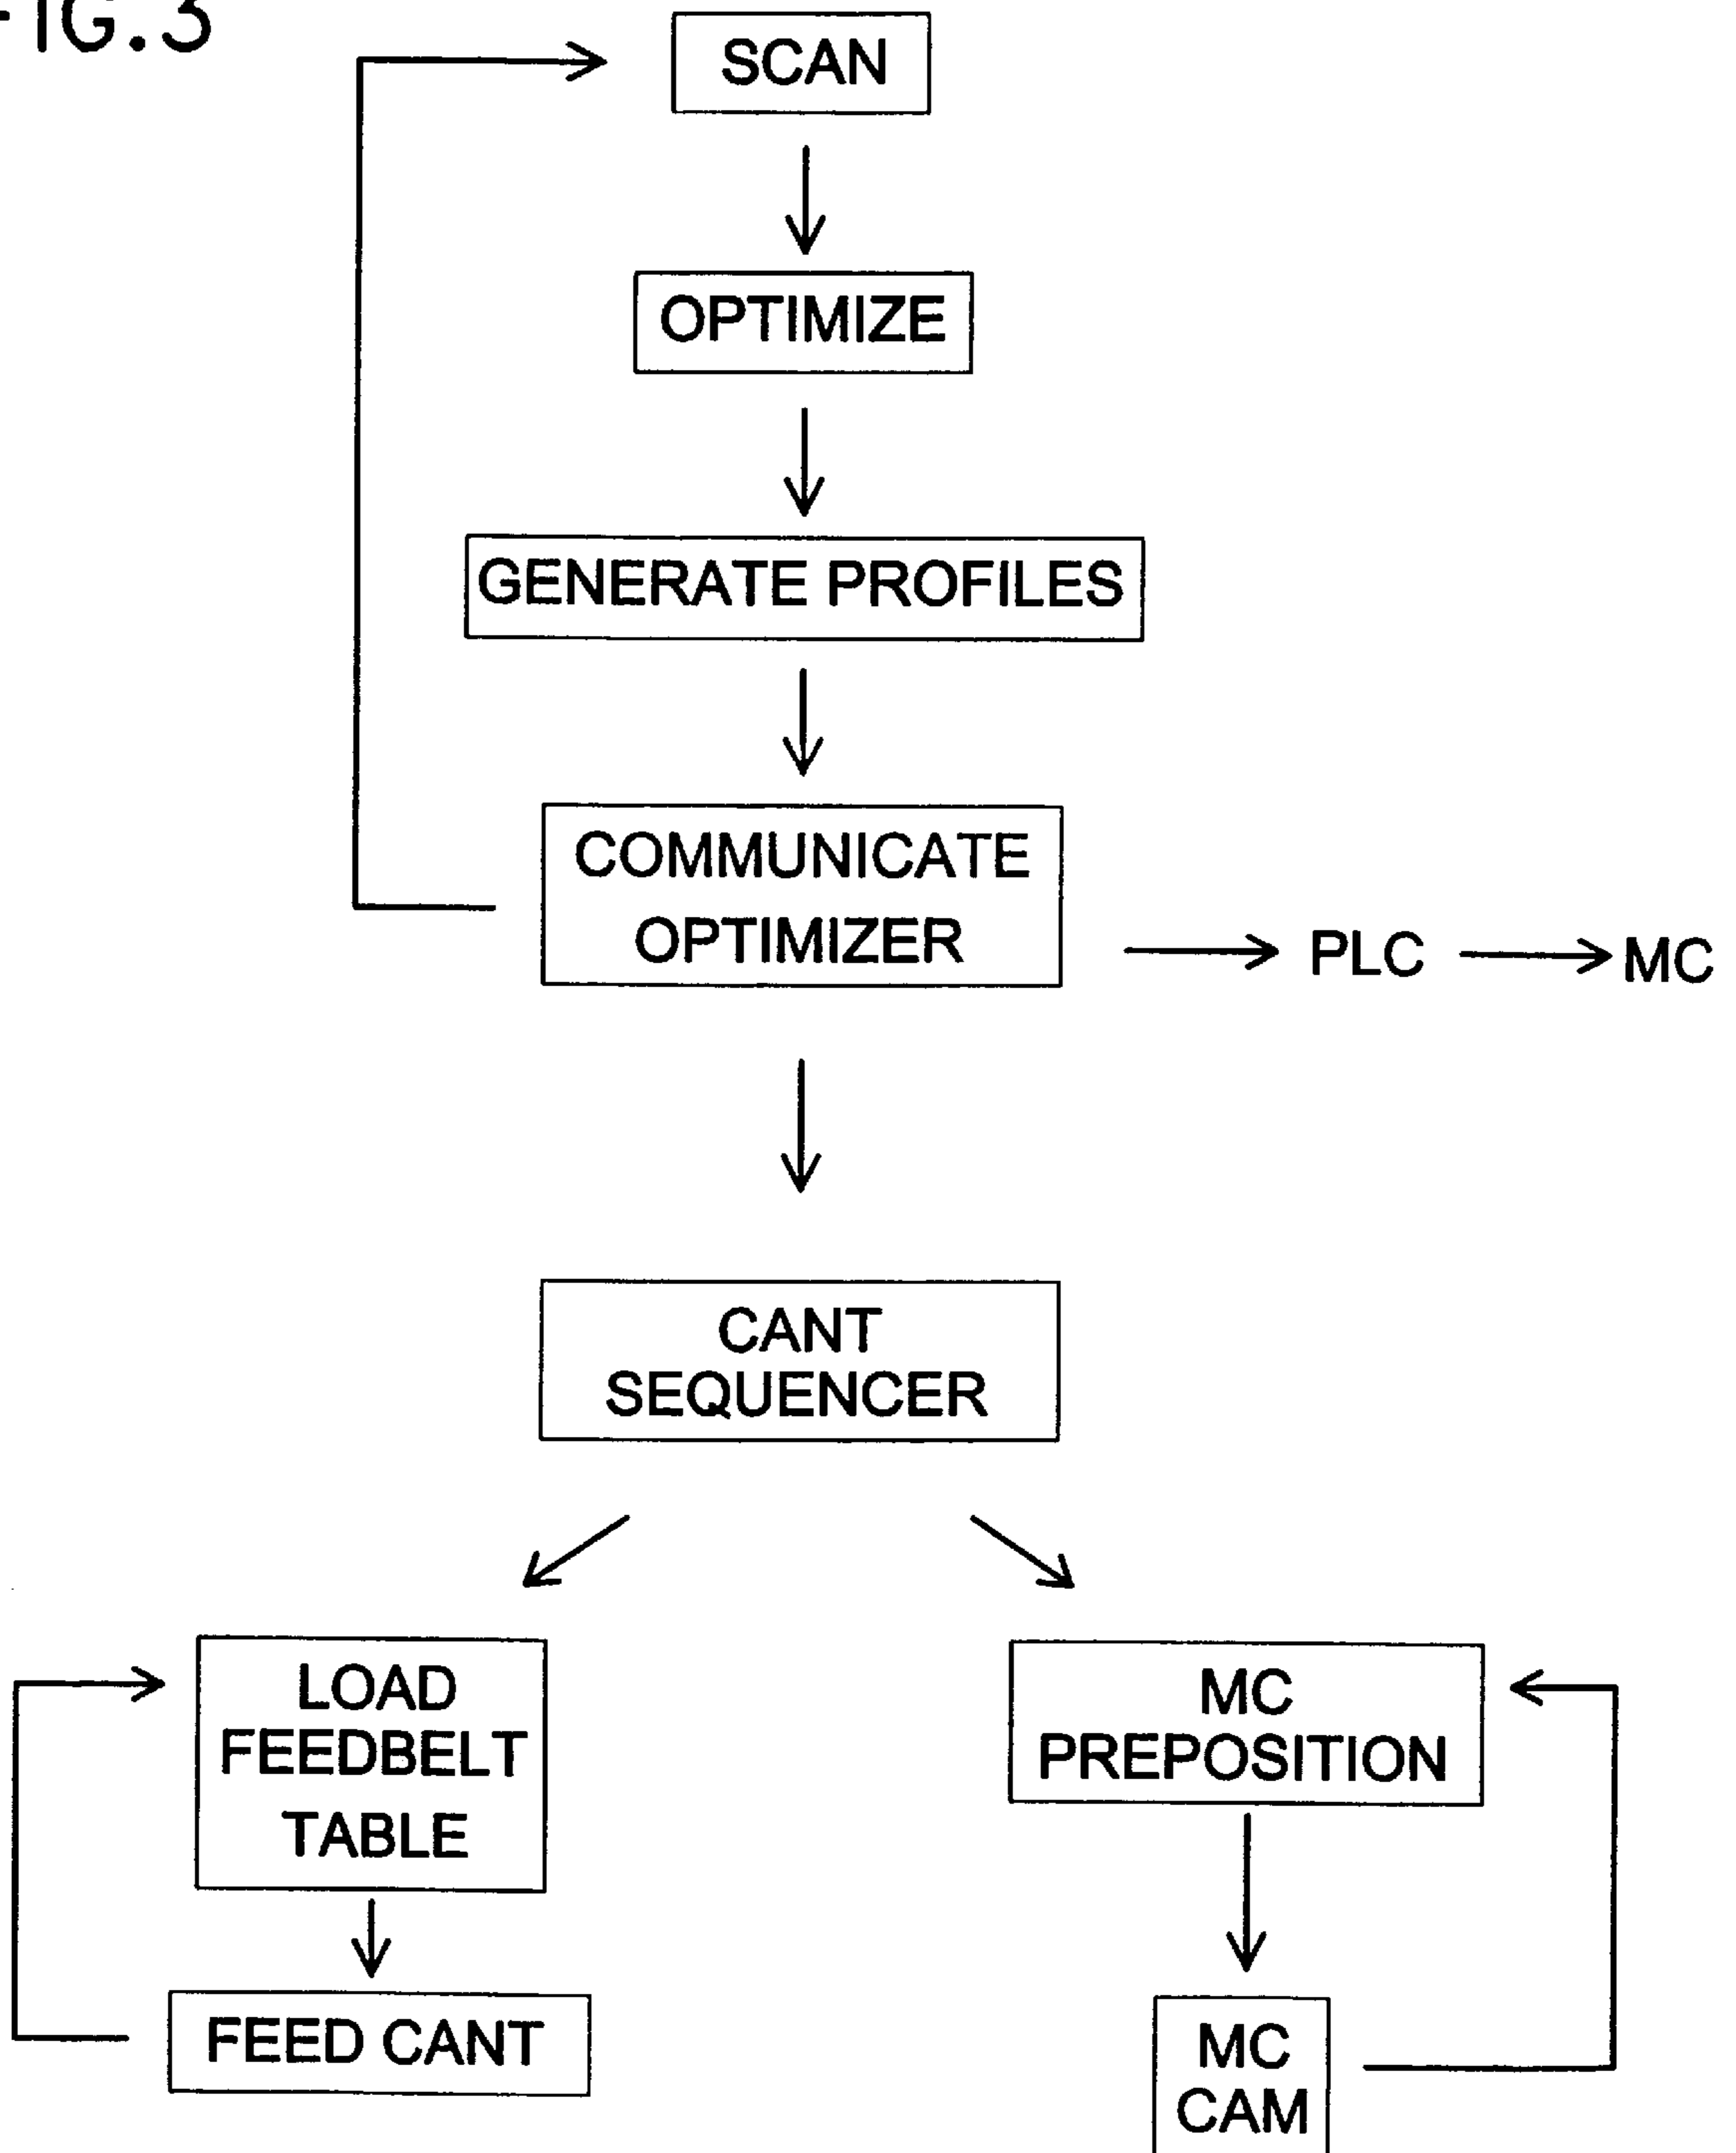 FIG.3
SCAN
OPTIMIZE
GENERATE PROFILES
COMMUNICATE
OPTIMIZER
PLC
MC
CANT
SEQUENCER
LOAD
FEEDBELT
TABLE
MC
PREPOSITION
FEED CANT
MC
CAM